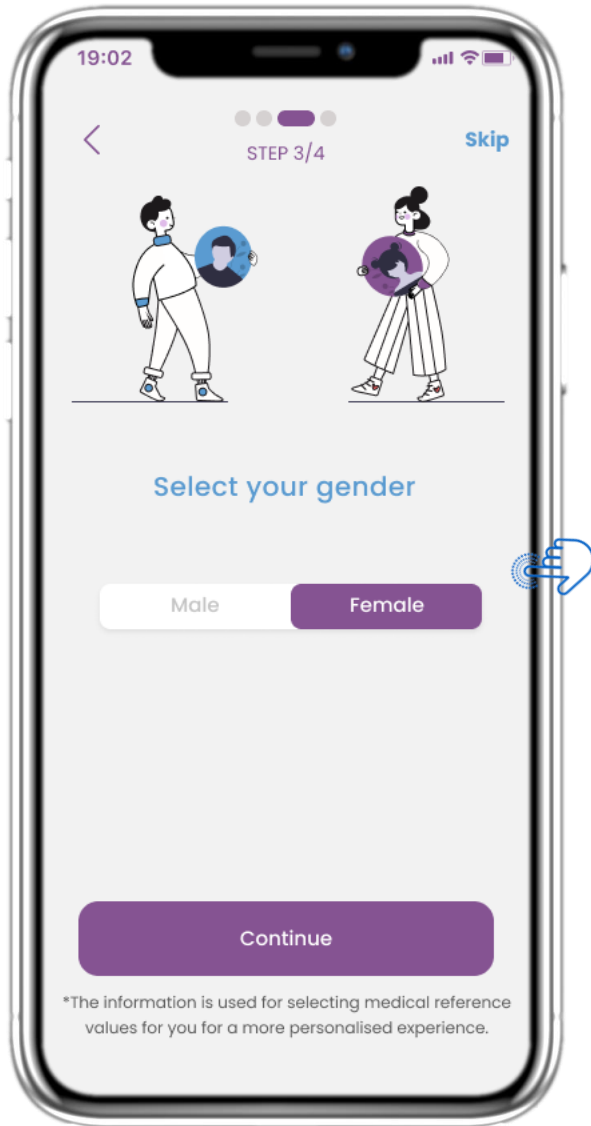 19:02
STEP 3/4
Skip
Select your gender
Male
Female
Continue
*The information is used for selecting medical reference
values for you for a more personalised experience.